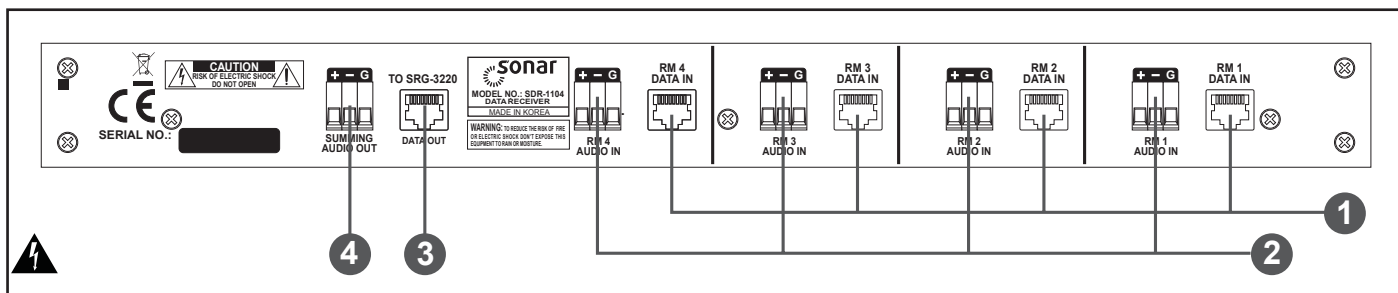 CAUTION
RISK OF ELECTRIC SHOCK
DO NOT OPEN
CE
SERIAL NO.:
+ − G
SUMMING
AUDIO OUT
TO SRG-3220
DATA OUT
sonar
MODEL NO.: SDR-1104
DATA RECEIVER
MADE IN KOREA
WARNING: TO REDUCE THE RISK OF FIRE
OR ELECTRIC SHOCK DON'T EXPOSE THIS
EQUIPMENT TO RAIN OR MOISTURE.
+ − G
RM 4
AUDIO IN
RM 4
DATA IN
+ − G
RM 3
AUDIO IN
RM 3
DATA IN
+ − G
RM 2
AUDIO IN
RM 2
DATA IN
+ − G
RM 1
AUDIO IN
RM 1
DATA IN
1
2
3
4